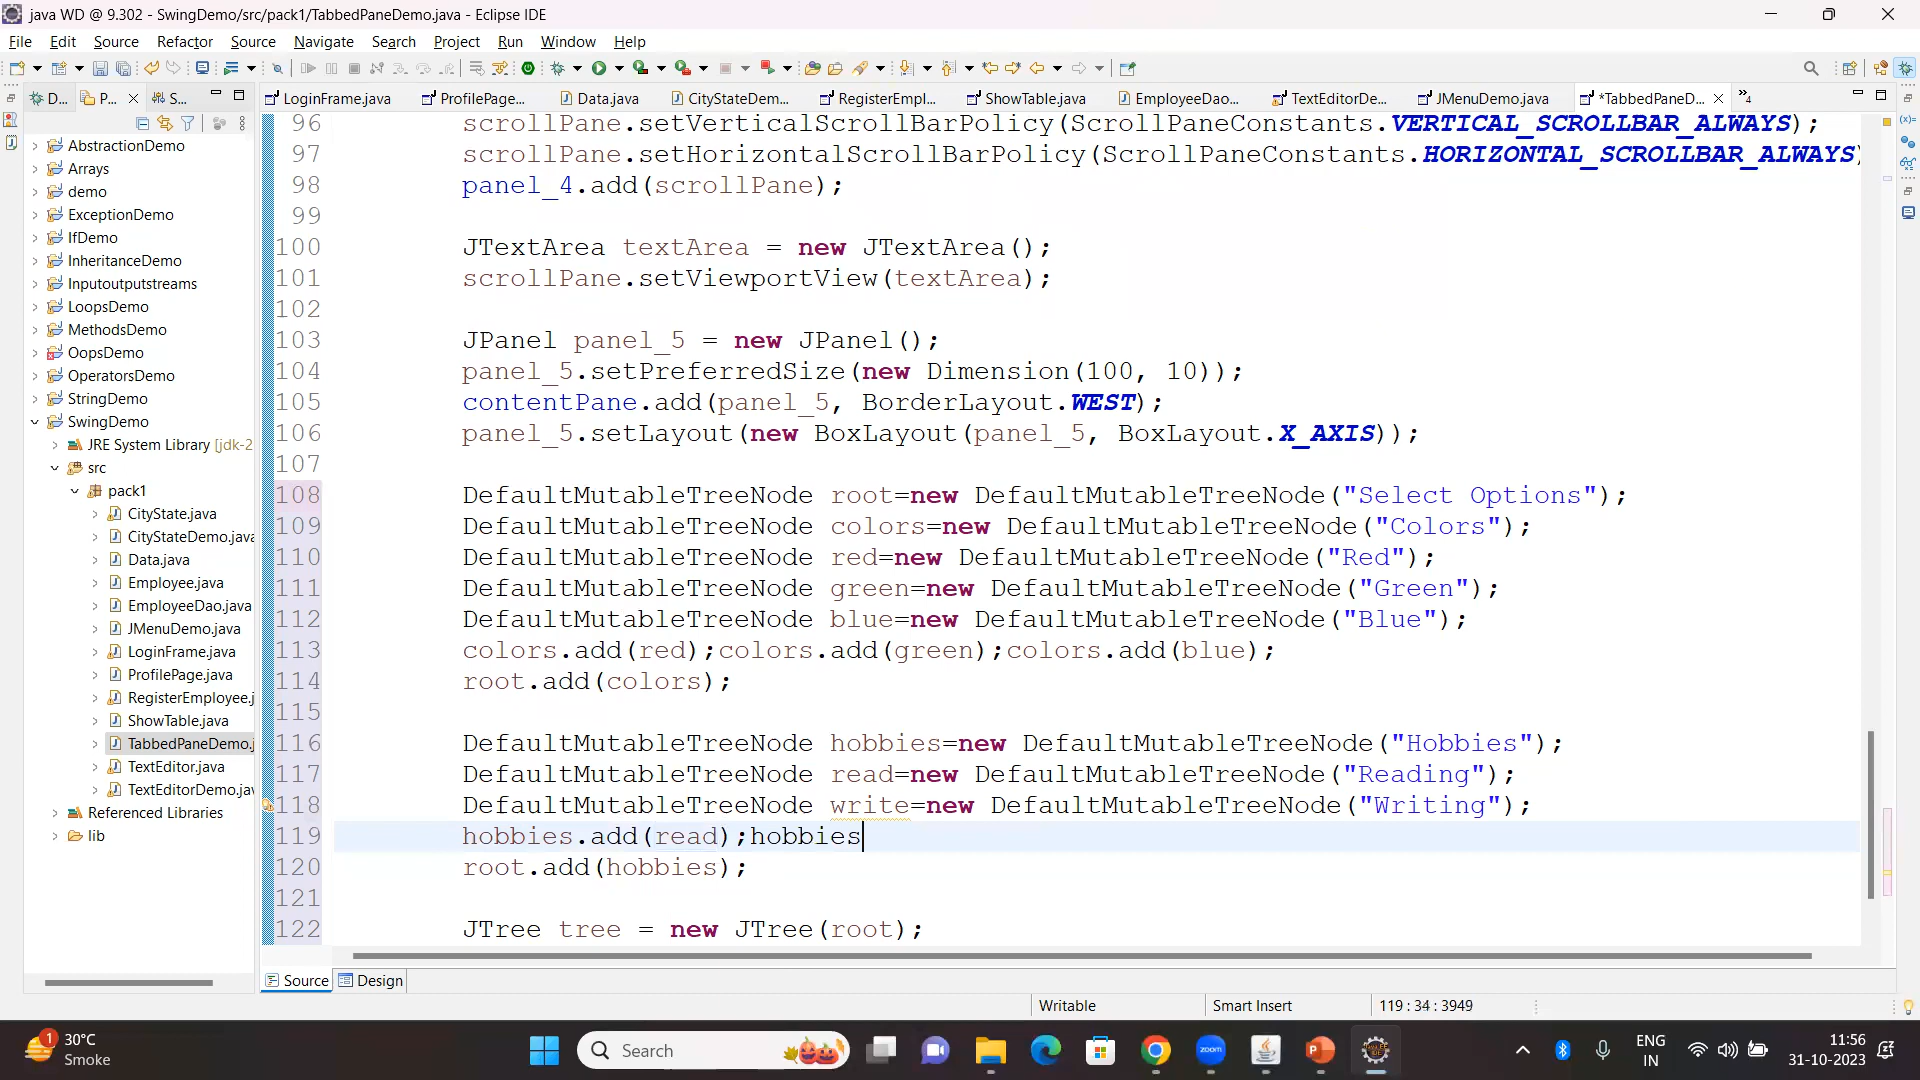 java WD @ 9.302 - SwingDemo/src/pack1/TabbedPaneDemo.java - Eclipse IDE
File Edit Source Refactor Source Navigate Search Project Run Window Help
D... P... S...
LoginFrame.java ProfilePage... Data.java CityStateDem... RegisterEmpl... ShowTable.java EmployeeDao... TextEditorDe... JMenuDemo.java *TabbedPaneD... »4
AbstractionDemo
Arrays
demo
ExceptionDemo
IfDemo
InheritanceDemo
Inputoutputstreams
LoopsDemo
MethodsDemo
OopsDemo
OperatorsDemo
StringDemo
SwingDemo
JRE System Library [jdk-2
src
pack1
CityState.java
CityStateDemo.java
Data.java
Employee.java
EmployeeDao.java
JMenuDemo.java
LoginFrame.java
ProfilePage.java
RegisterEmployee.j
ShowTable.java
TabbedPaneDemo.j
TextEditor.java
TextEditorDemo.jav
Referenced Libraries
lib
96 scrollPane.setVerticalScrollBarPolicy(ScrollPaneConstants.VERTICAL_SCROLLBAR_ALWAYS);
97 scrollPane.setHorizontalScrollBarPolicy(ScrollPaneConstants.HORIZONTAL_SCROLLBAR_ALWAYS)
98 panel_4.add(scrollPane);
99
100 JTextArea textArea = new JTextArea();
101 scrollPane.setViewportView(textArea);
102
103 JPanel panel_5 = new JPanel();
104 panel_5.setPreferredSize(new Dimension(100, 10));
105 contentPane.add(panel_5, BorderLayout.WEST);
106 panel_5.setLayout(new BoxLayout(panel_5, BoxLayout.X_AXIS));
107
108 DefaultMutableTreeNode root=new DefaultMutableTreeNode("Select Options");
109 DefaultMutableTreeNode colors=new DefaultMutableTreeNode("Colors");
110 DefaultMutableTreeNode red=new DefaultMutableTreeNode("Red");
111 DefaultMutableTreeNode green=new DefaultMutableTreeNode("Green");
112 DefaultMutableTreeNode blue=new DefaultMutableTreeNode("Blue");
113 colors.add(red);colors.add(green);colors.add(blue);
114 root.add(colors);
115
116 DefaultMutableTreeNode hobbies=new DefaultMutableTreeNode("Hobbies");
117 DefaultMutableTreeNode read=new DefaultMutableTreeNode("Reading");
118 DefaultMutableTreeNode write=new DefaultMutableTreeNode("Writing");
119 hobbies.add(read);hobbies
120 root.add(hobbies);
121
122 JTree tree = new JTree(root);
Source Design
Writable Smart Insert 119 : 34 : 3949
1 30°C
Smoke
Search
zoom
ENG
IN
11:56
31-10-2023